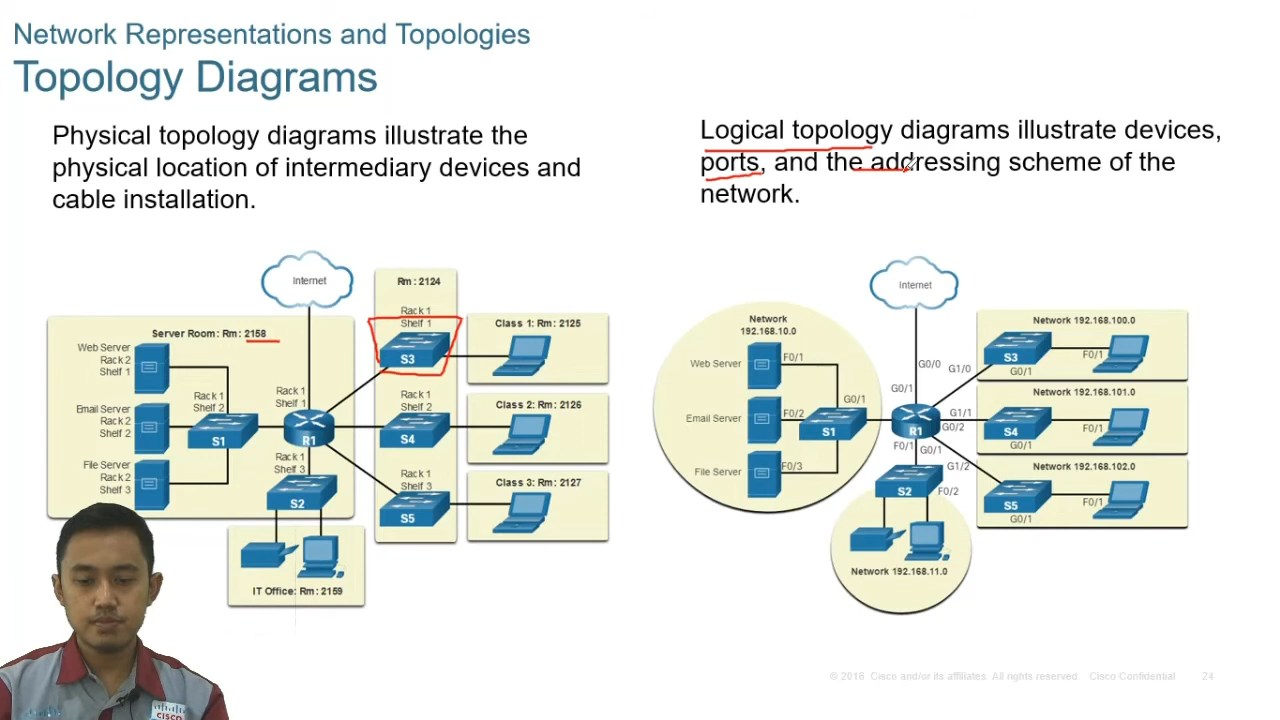 Network Representations and Topologies
Topology Diagrams
Physical topology diagrams illustrate the
physical location of intermediary devices and
cable installation.
Logical topology diagrams illustrate devices,
ports, and the addressing scheme of the
network.
Internet
Server Room: Rm: 2158
Web Server
Rack 2
Shelf 1
Email Server
Rack 2
Shelf 2
File Server
Rack 2
Shelf 3
Rack 1
Shelf 2
S1
Rack 1
Shelf 1
R1
Rack 1
Shelf 3
S2
IT Office: Rm: 2159
Rm: 2124
Rack 1
Shelf 1
S3
Rack 1
Shelf 2
S4
Rack 1
Shelf 3
S5
Class 1: Rm: 2125
Class 2: Rm: 2126
Class 3: Rm: 2127
Internet
Network
192.168.10.0
Web Server
F0/1
Email Server
F0/2
File Server
F0/3
G0/1
S1
G0/0
G0/1
G1/0
R1
G1/1
G0/2
F0/1
G0/1
G1/2
S2
F0/2
Network 192.168.11.0
Network 192.168.100.0
S3
G0/1
F0/1
Network 192.168.101.0
S4
G0/1
F0/1
Network 192.168.102.0
S5
G0/1
F0/1
CISCO
© 2016 Cisco and/or its affiliates. All rights reserved. Cisco Confidential
24